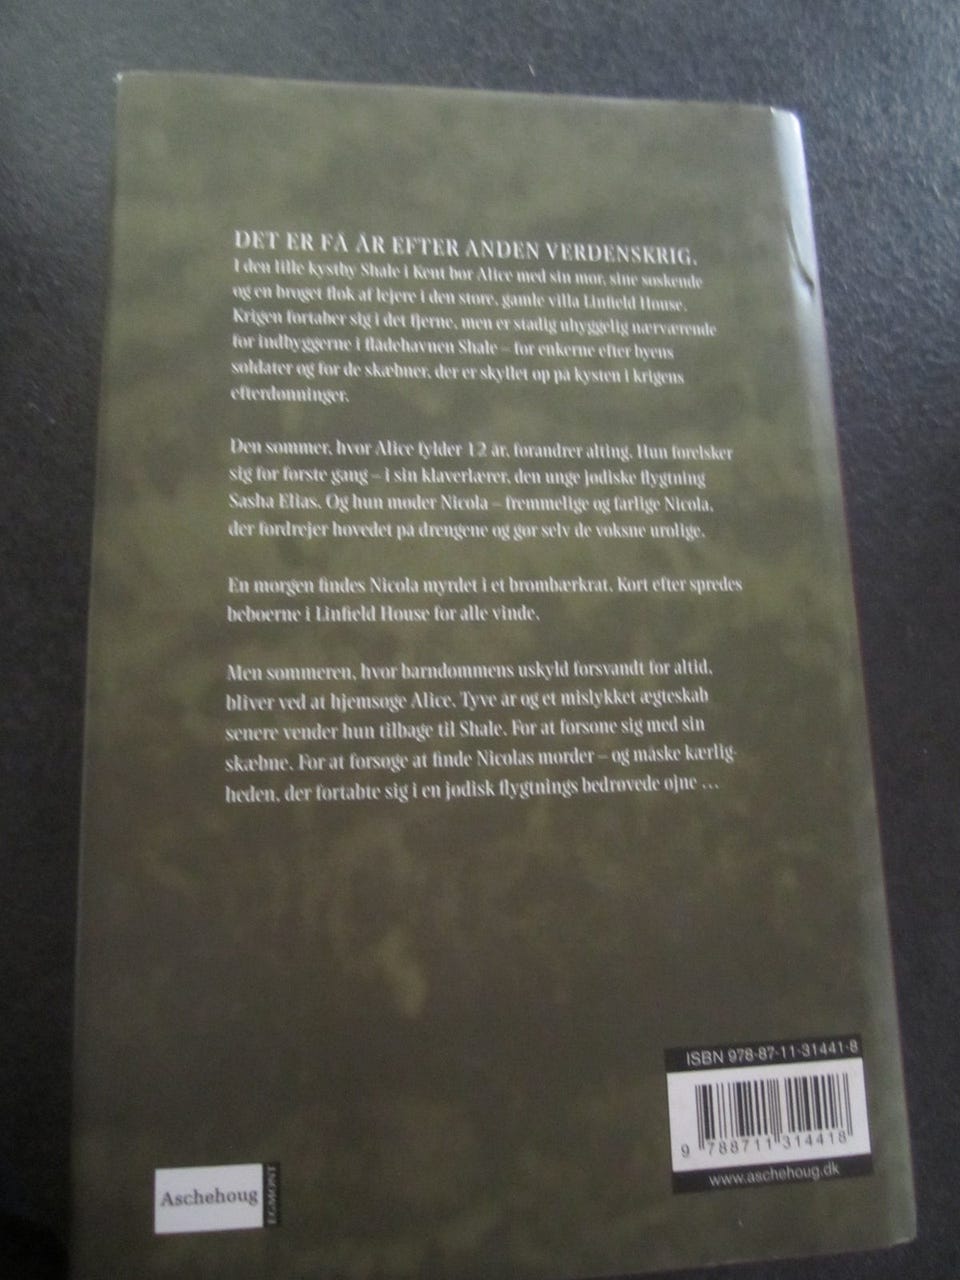 DET ER FÅ ÅR EFTER ANDEN VERDENSKRIG.
I den lille kystby Shale i Kent bor Alice med sin mor, sine søskende
og en broget flok af lejere i den store, gamle villa Linfield House.
Krigen fortaber sig i det fjerne, men er stadig uhyggelig nærværende
for indbyggerne i flådehavnen Shale – for enkerne efter byens
soldater og for de skæbner, der er skyllet op på kysten i krigens
efterdønninger.
Den sommer, hvor Alice fylder 12 år, forandrer alting. Hun forelsker
sig for første gang – i sin klaverlærer, den unge jødiske flygtning
Sasha Elias. Og hun møder Nicola – fremmelige og farlige Nicola,
der fordrejer hovedet på drengene og gør selv de voksne urolige.
En morgen findes Nicola myrdet i et brombærkrat. Kort efter spredes
beboerne i Linfield House for alle vinde.
Men sommeren, hvor barndommens uskyld forsvandt for altid,
bliver ved at hjemsøge Alice. Tyve år og et mislykket ægteskab
senere vender hun tilbage til Shale. For at forsone sig med sin
skæbne. For at forsøge at finde Nicolas morder – og måske kærlig-
heden, der fortabte sig i en jødisk flygtnings bedrøvede øjne ...
ISBN 978-87-11-31441-8
9 788711 314418
www.aschehoug.dk
Aschehoug
EGMONT